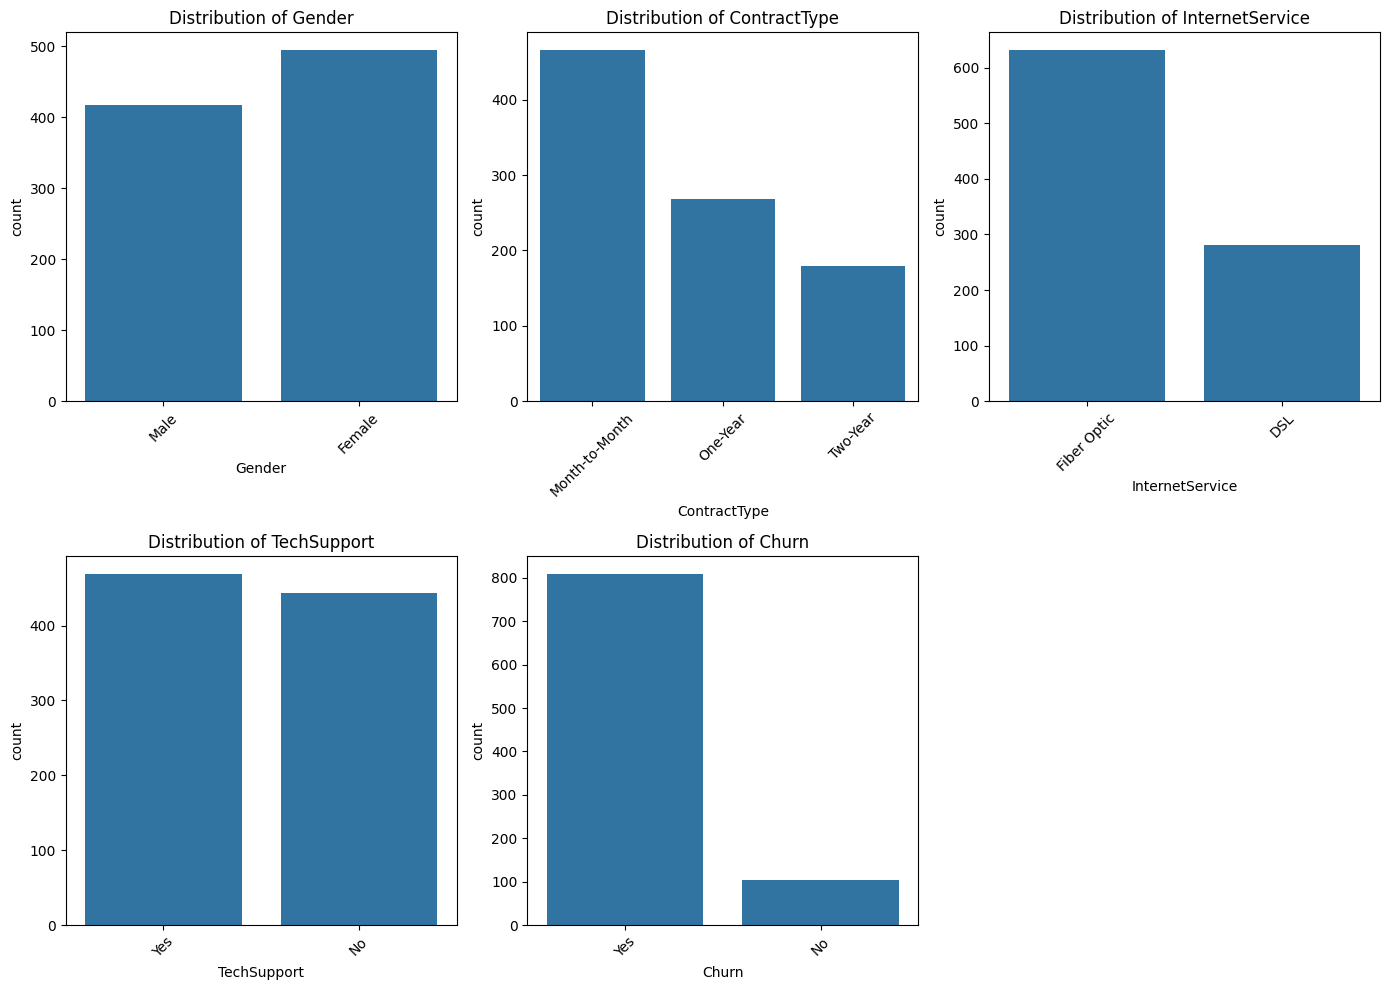 Distribution of Gender
500
400
300
200
100
0
count
Male
Female
Gender
Distribution of ContractType
400
300
200
100
0
count
Month-to-Month
One-Year
Two-Year
ContractType
Distribution of InternetService
600
500
400
300
200
100
0
count
Fiber Optic
DSL
InternetService
Distribution of TechSupport
400
300
200
100
0
count
Yes
No
TechSupport
Distribution of Churn
800
700
600
500
400
300
200
100
0
count
Yes
No
Churn